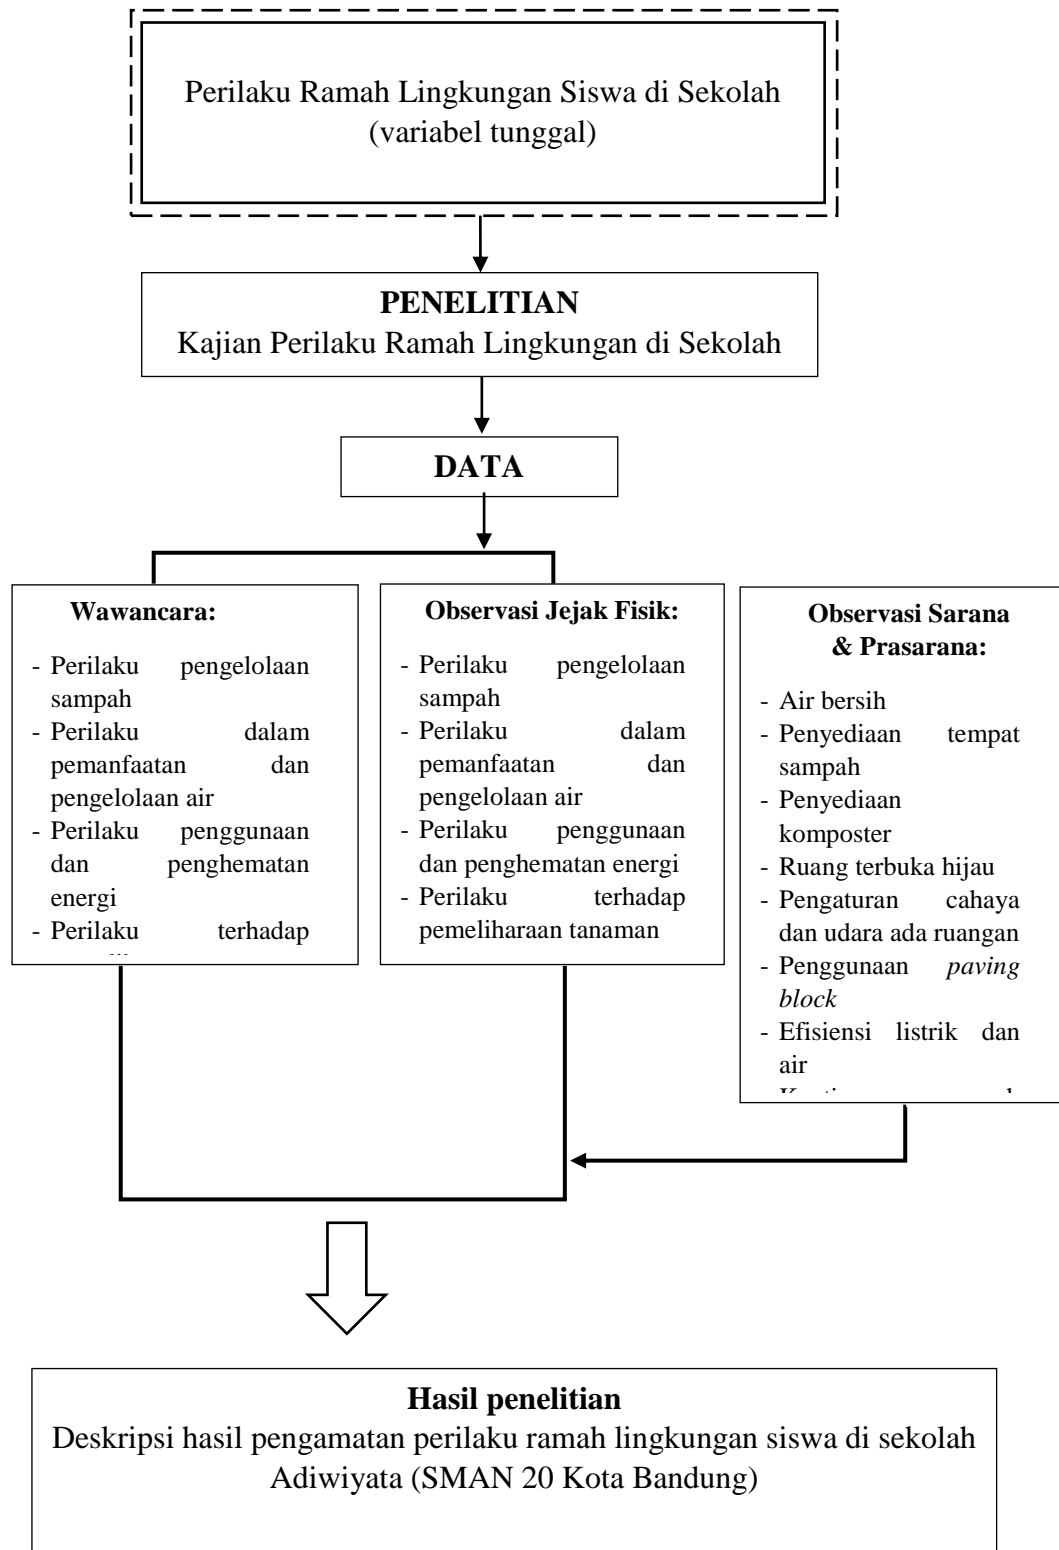 Perilaku Ramah Lingkungan Siswa di Sekolah
(variabel tunggal)
PENELITIAN
Kajian Perilaku Ramah Lingkungan di Sekolah
DATA
Wawancara:
- Perilaku pengelolaan
sampah
- Perilaku dalam
pemanfaatan dan
pengelolaan air
- Perilaku penggunaan
dan penghematan
energi
- Perilaku terhadap
Observasi Jejak Fisik:
- Perilaku pengelolaan
sampah
- Perilaku dalam
pemanfaatan dan
pengelolaan air
- Perilaku penggunaan
dan penghematan energi
- Perilaku terhadap
pemeliharaan tanaman
Observasi Sarana
& Prasarana:
- Air bersih
- Penyediaan tempat
sampah
- Penyediaan
komposter
- Ruang terbuka hijau
- Pengaturan cahaya
dan udara ada ruangan
- Penggunaan paving
block
- Efisiensi listrik dan
air
Hasil penelitian
Deskripsi hasil pengamatan perilaku ramah lingkungan siswa di sekolah
Adiwiyata (SMAN 20 Kota Bandung)